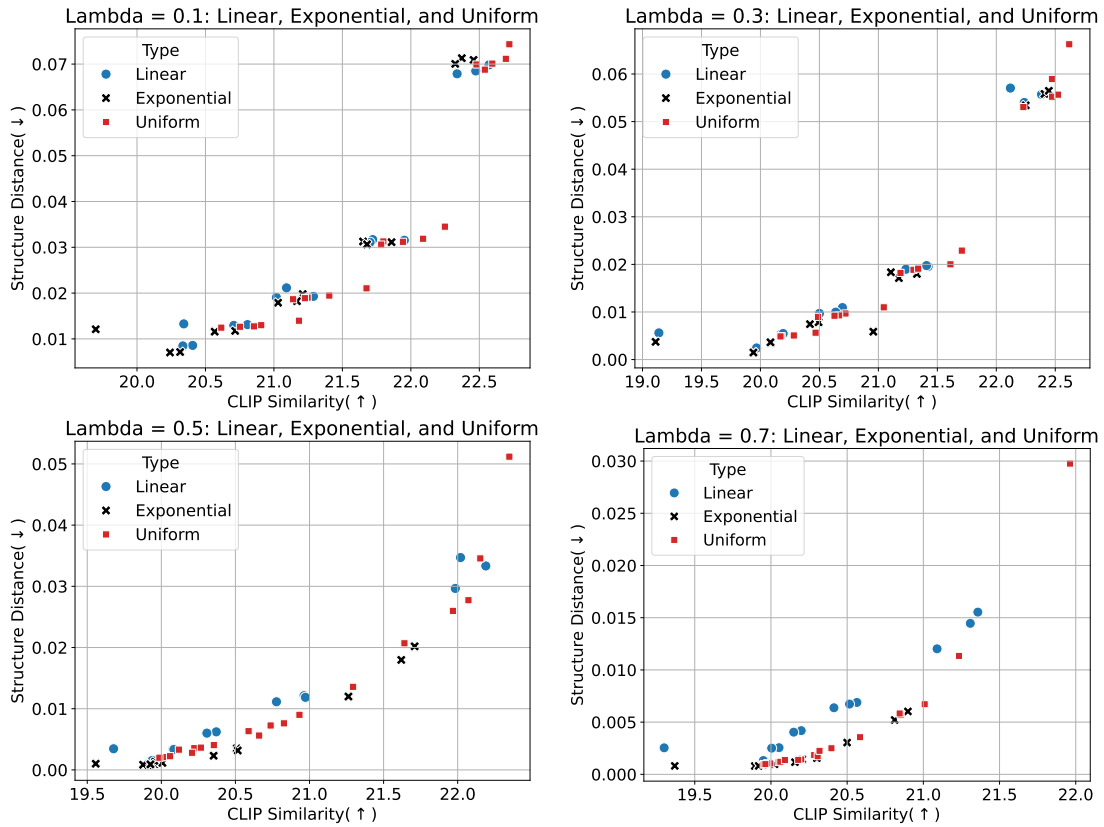 Lambda = 0.1: Linear, Exponential, and Uniform
Type
Linear
Exponential
Uniform
0.07
0.06
0.05
0.04
0.03
0.02
0.01
Structure Distance(↓)
20.0 20.5 21.0 21.5 22.0 22.5
CLIP Similarity(↑)
Lambda = 0.3: Linear, Exponential, and Uniform
Type
Linear
Exponential
Uniform
0.06
0.05
0.04
0.03
0.02
0.01
0.00
Structure Distance(↓)
19.0 19.5 20.0 20.5 21.0 21.5 22.0 22.5
CLIP Similarity(↑)
Lambda = 0.5: Linear, Exponential, and Uniform
Type
Linear
Exponential
Uniform
0.05
0.04
0.03
0.02
0.01
0.00
Structure Distance(↓)
19.5 20.0 20.5 21.0 21.5 22.0
CLIP Similarity(↑)
Lambda = 0.7: Linear, Exponential, and Uniform
Type
Linear
Exponential
Uniform
0.030
0.025
0.020
0.015
0.010
0.005
0.000
Structure Distance(↓)
19.5 20.0 20.5 21.0 21.5 22.0
CLIP Similarity(↑)